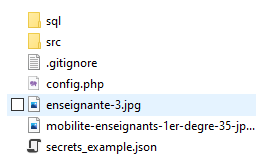 sql
src
.gitignore
config.php
enseignante-3.jpg
mobilite-enseignants-1er-degre-35-jp...
secrets_example.json